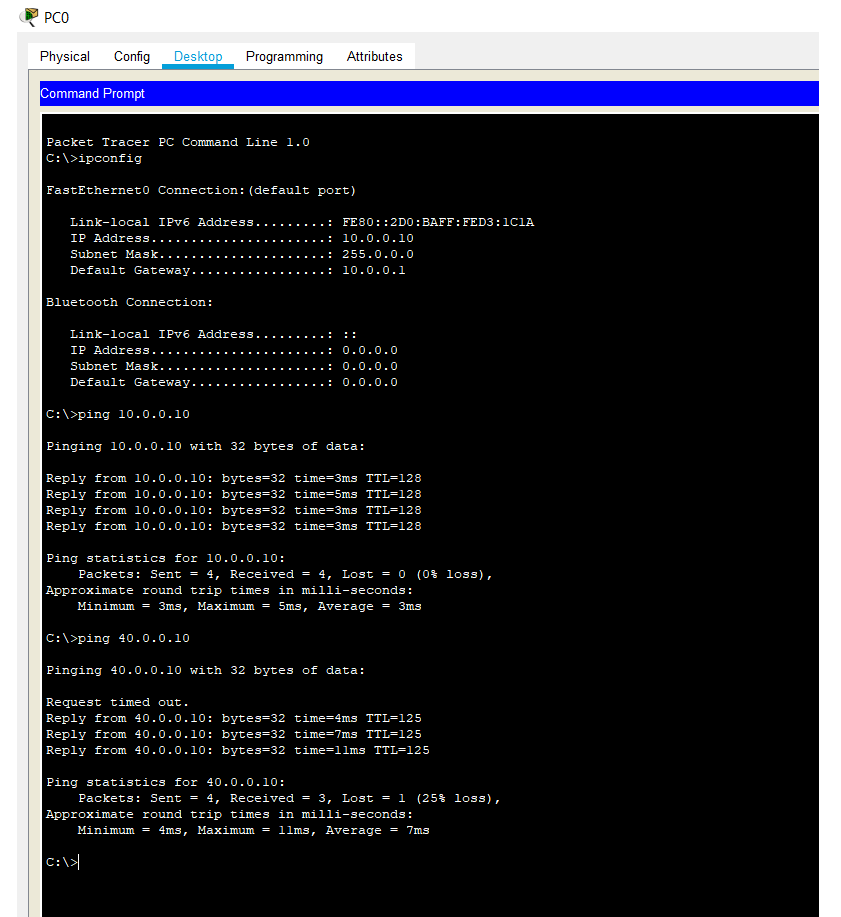 PC0
Physical Config Desktop Programming Attributes
Command Prompt
Packet Tracer PC Command Line 1.0
C:\>ipconfig
FastEthernet0 Connection:(default port)
Link-local IPv6 Address.........: FE80::2D0:BAFF:FED3:1C1A
IP Address......................: 10.0.0.10
Subnet Mask.....................: 255.0.0.0
Default Gateway.................: 10.0.0.1
Bluetooth Connection:
Link-local IPv6 Address.........: ::
IP Address......................: 0.0.0.0
Subnet Mask.....................: 0.0.0.0
Default Gateway.................: 0.0.0.0
C:\>ping 10.0.0.10
Pinging 10.0.0.10 with 32 bytes of data:
Reply from 10.0.0.10: bytes=32 time=3ms TTL=128
Reply from 10.0.0.10: bytes=32 time=5ms TTL=128
Reply from 10.0.0.10: bytes=32 time=3ms TTL=128
Reply from 10.0.0.10: bytes=32 time=3ms TTL=128
Ping statistics for 10.0.0.10:
Packets: Sent = 4, Received = 4, Lost = 0 (0% loss),
Approximate round trip times in milli-seconds:
Minimum = 3ms, Maximum = 5ms, Average = 3ms
C:\>ping 40.0.0.10
Pinging 40.0.0.10 with 32 bytes of data:
Request timed out.
Reply from 40.0.0.10: bytes=32 time=4ms TTL=125
Reply from 40.0.0.10: bytes=32 time=7ms TTL=125
Reply from 40.0.0.10: bytes=32 time=11ms TTL=125
Ping statistics for 40.0.0.10:
Packets: Sent = 4, Received = 3, Lost = 1 (25% loss),
Approximate round trip times in milli-seconds:
Minimum = 4ms, Maximum = 11ms, Average = 7ms
C:\>